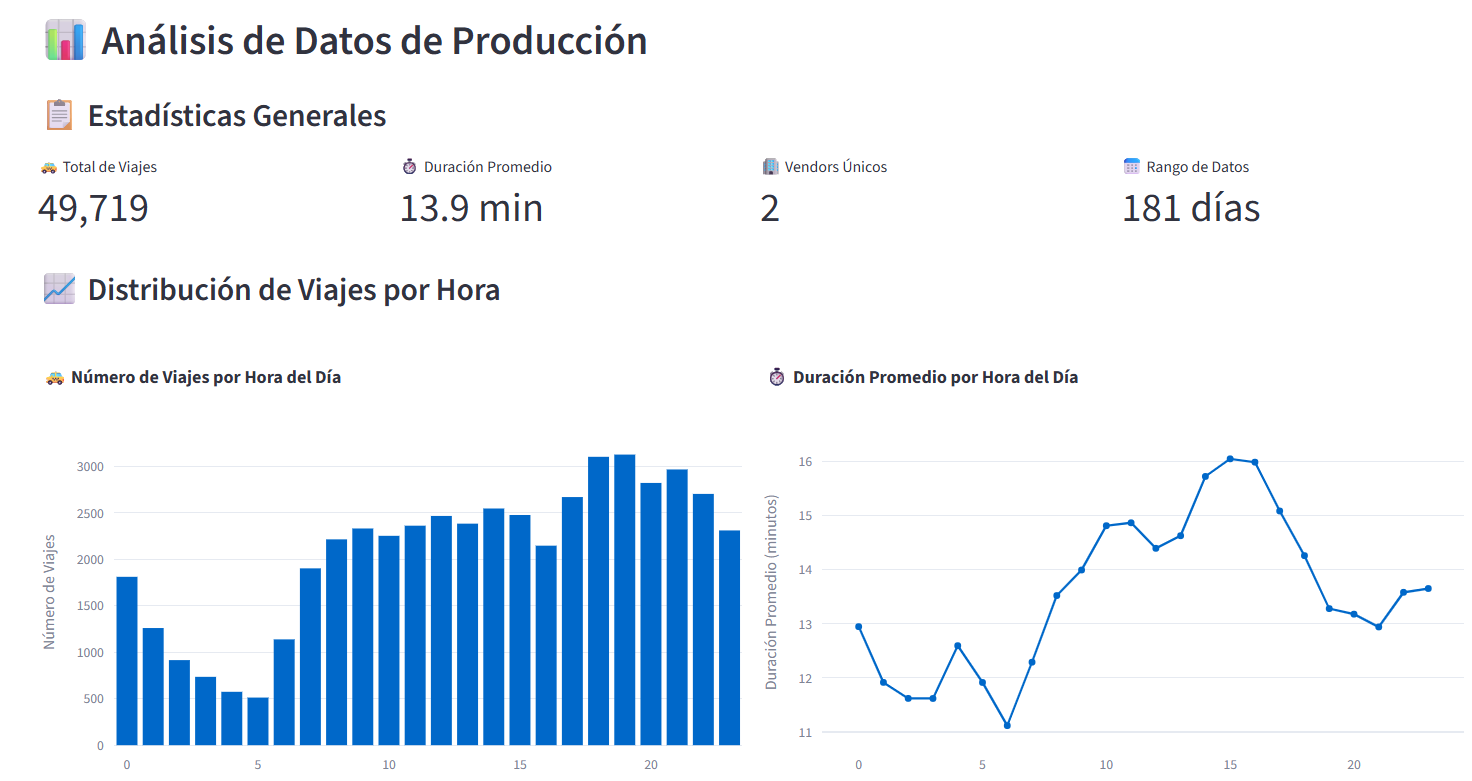 Análisis de Datos de Producción
Estadísticas Generales
Total de Viajes
49,719
Duración Promedio
13.9 min
Vendors Únicos
2
Rango de Datos
181 días
Distribución de Viajes por Hora
Número de Viajes por Hora del Día
Número de Viajes
3000
2500
2000
1500
1000
500
0
0 5 10 15 20
Duración Promedio por Hora del Día
Duración Promedio (minutos)
16
15
14
13
12
11
0 5 10 15 20